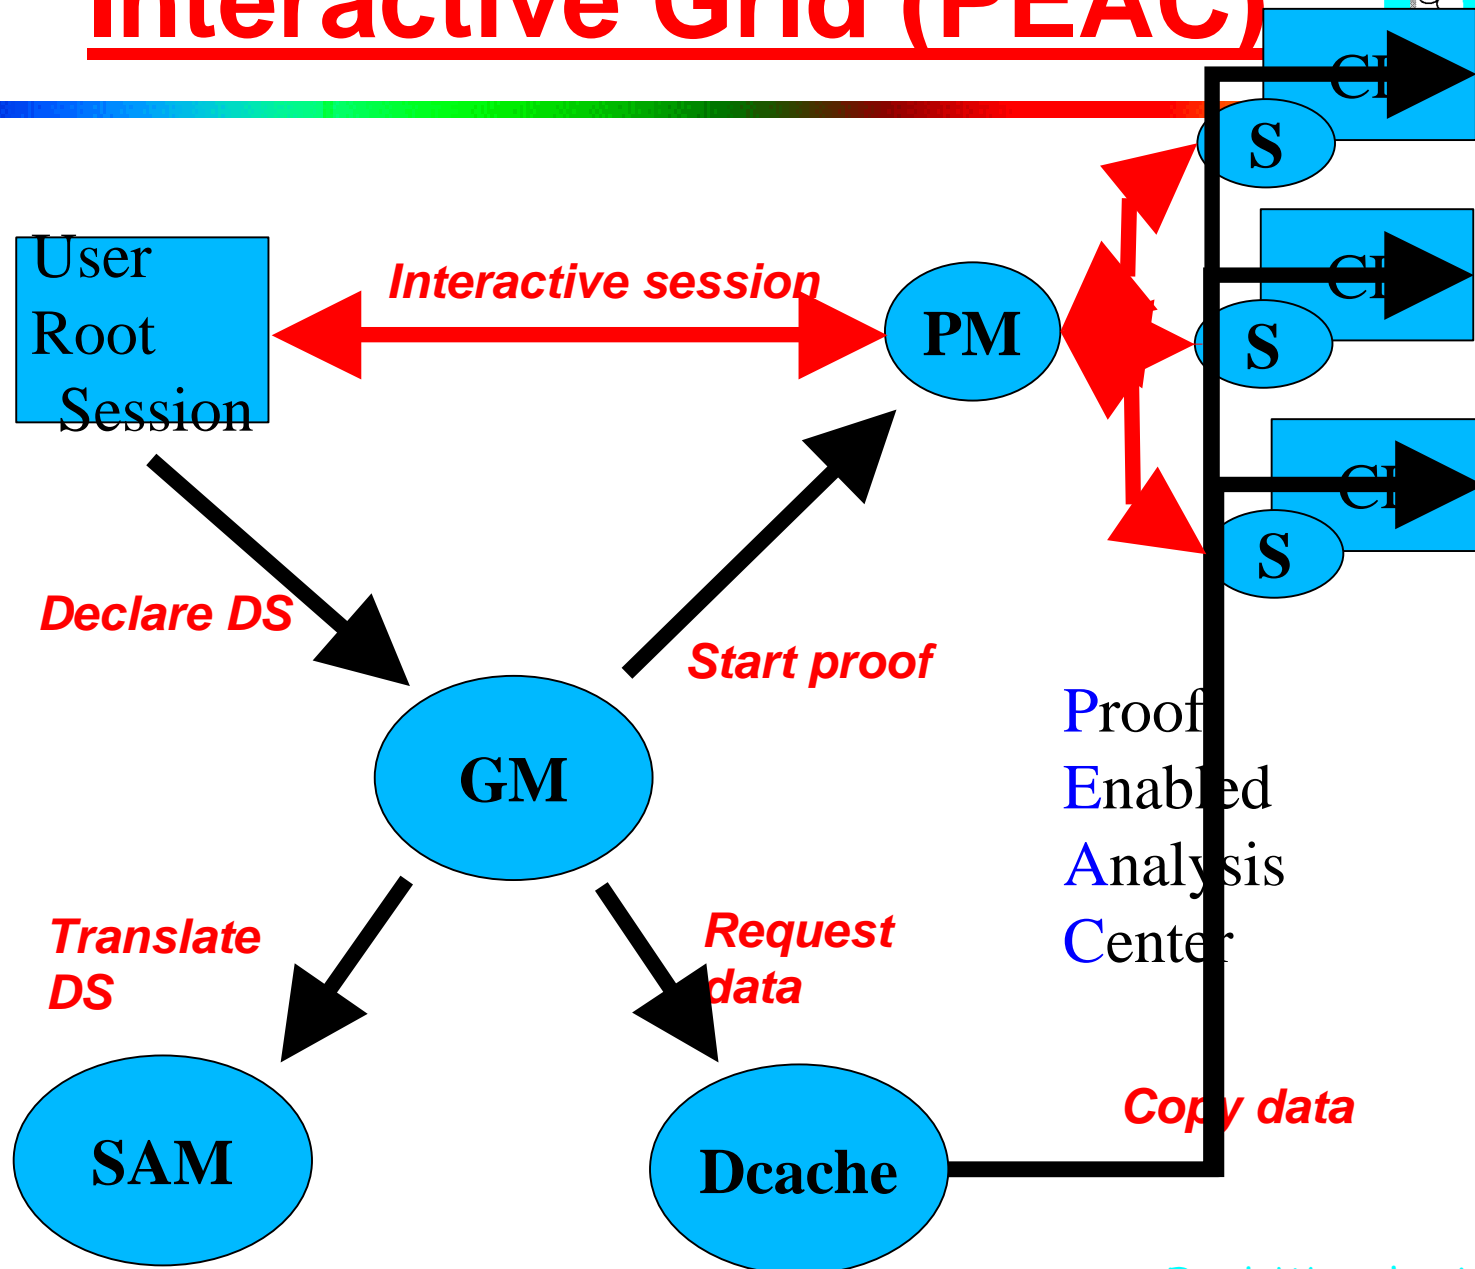 Interactive Grid (PEAC)
S
User
Root
Session
Interactive session
PM
S
S
Declare DS
Start proof
GM
Proof
Enabled
Analysis
Center
Translate
DS
Request
data
Copy data
SAM
Dcache